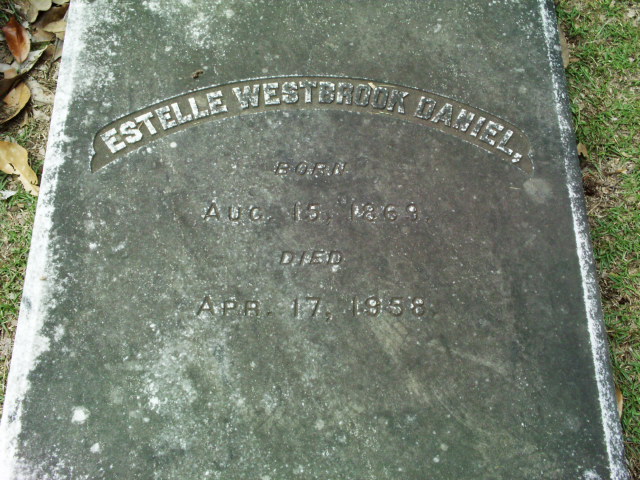 ESTELLE WESTBROOK DANIEL,
BORN
AUG. 15, 1869.
DIED
APR. 17, 1958.